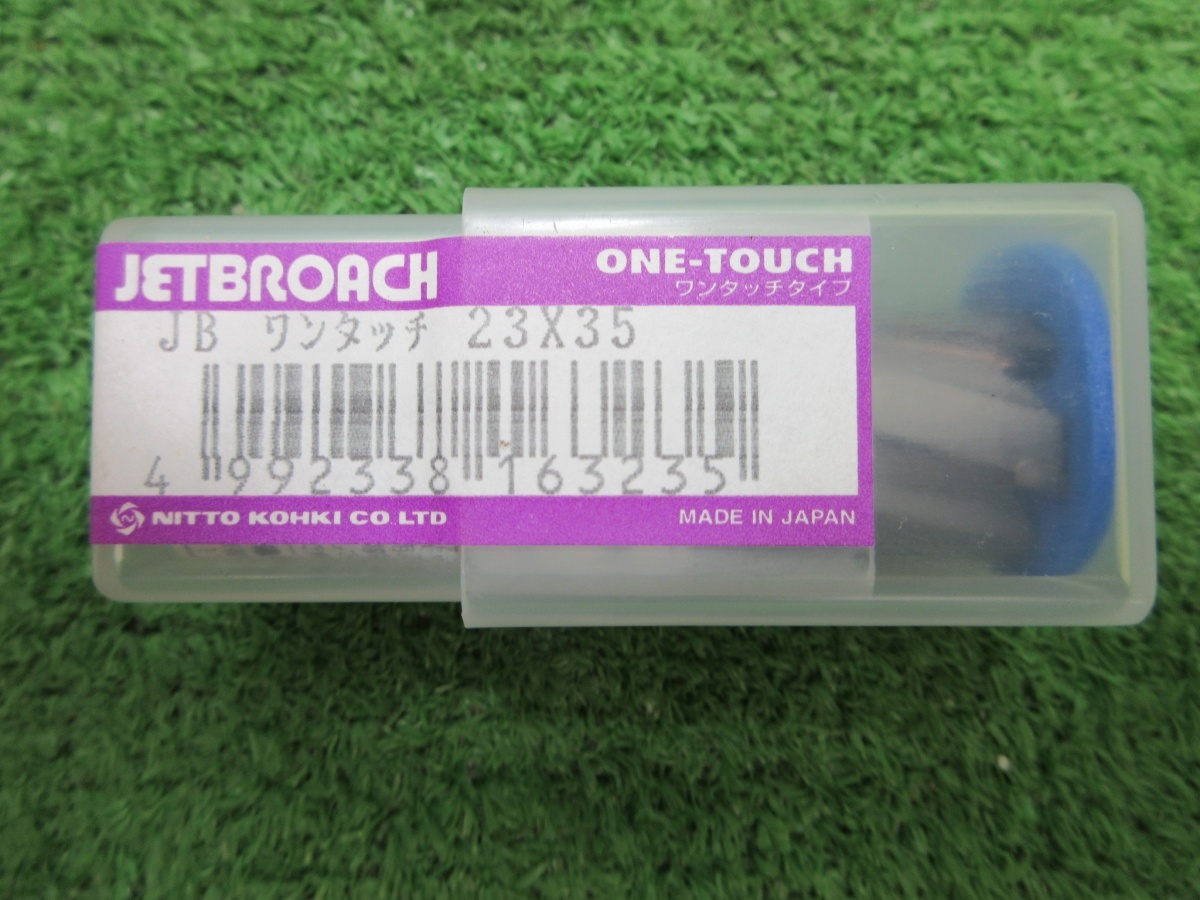 JETBROACH
ONE-TOUCH
ワンタッチタイプ
JB ワンタッチ 23X35
4 992338 163235
NITTO KOHKI CO. LTD
MADE IN JAPAN